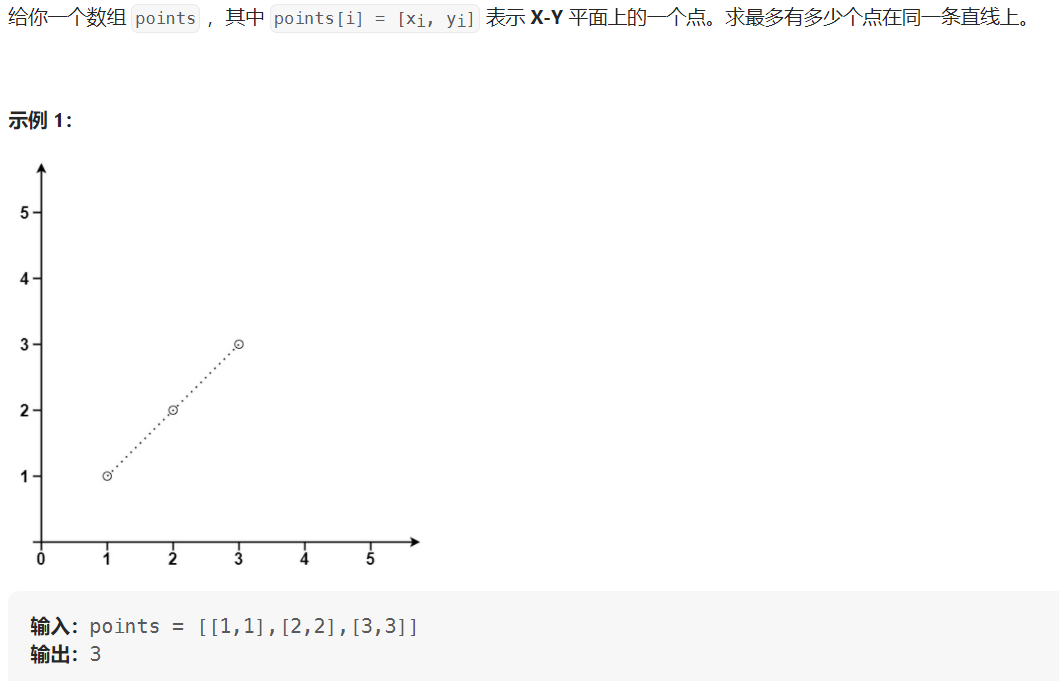 给你一个数组 points ，其中 points[i] = [xi, yi] 表示 X-Y 平面上的一个点。求最多有多少个点在同一条直线上。
示例 1：
5
4
3
2
1
0 1 2 3 4 5
输入：points = [[1,1],[2,2],[3,3]]
输出：3